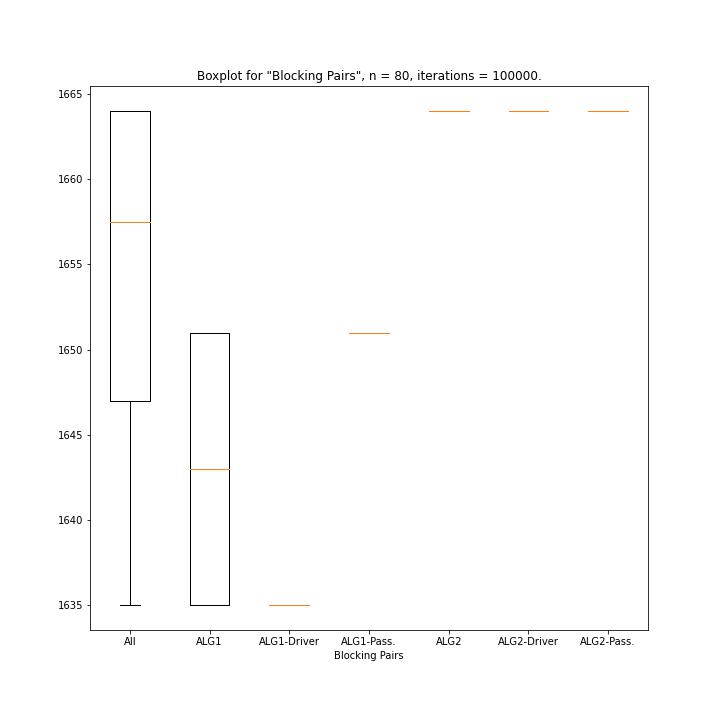 Boxplot for "Blocking Pairs", n = 80, iterations = 100000.
1665
1660
1655
1650
1645
1640
1635
All ALG1 ALG1-Driver ALG1-Pass. ALG2 ALG2-Driver ALG2-Pass.
Blocking Pairs